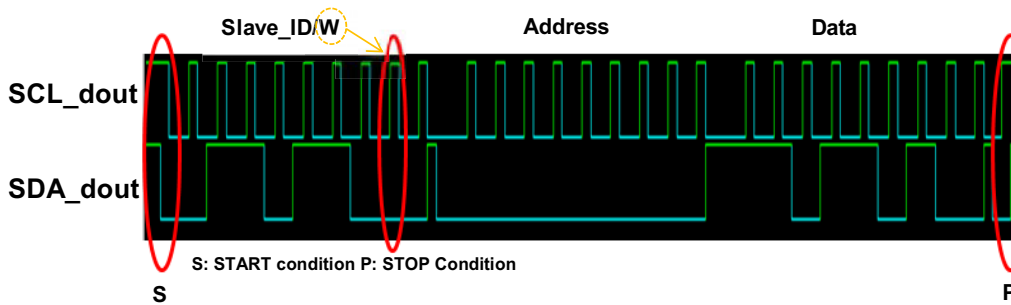 Slave_ID/W Address Data
SCL_dout
SDA_dout
S: START condition P: STOP Condition
S P